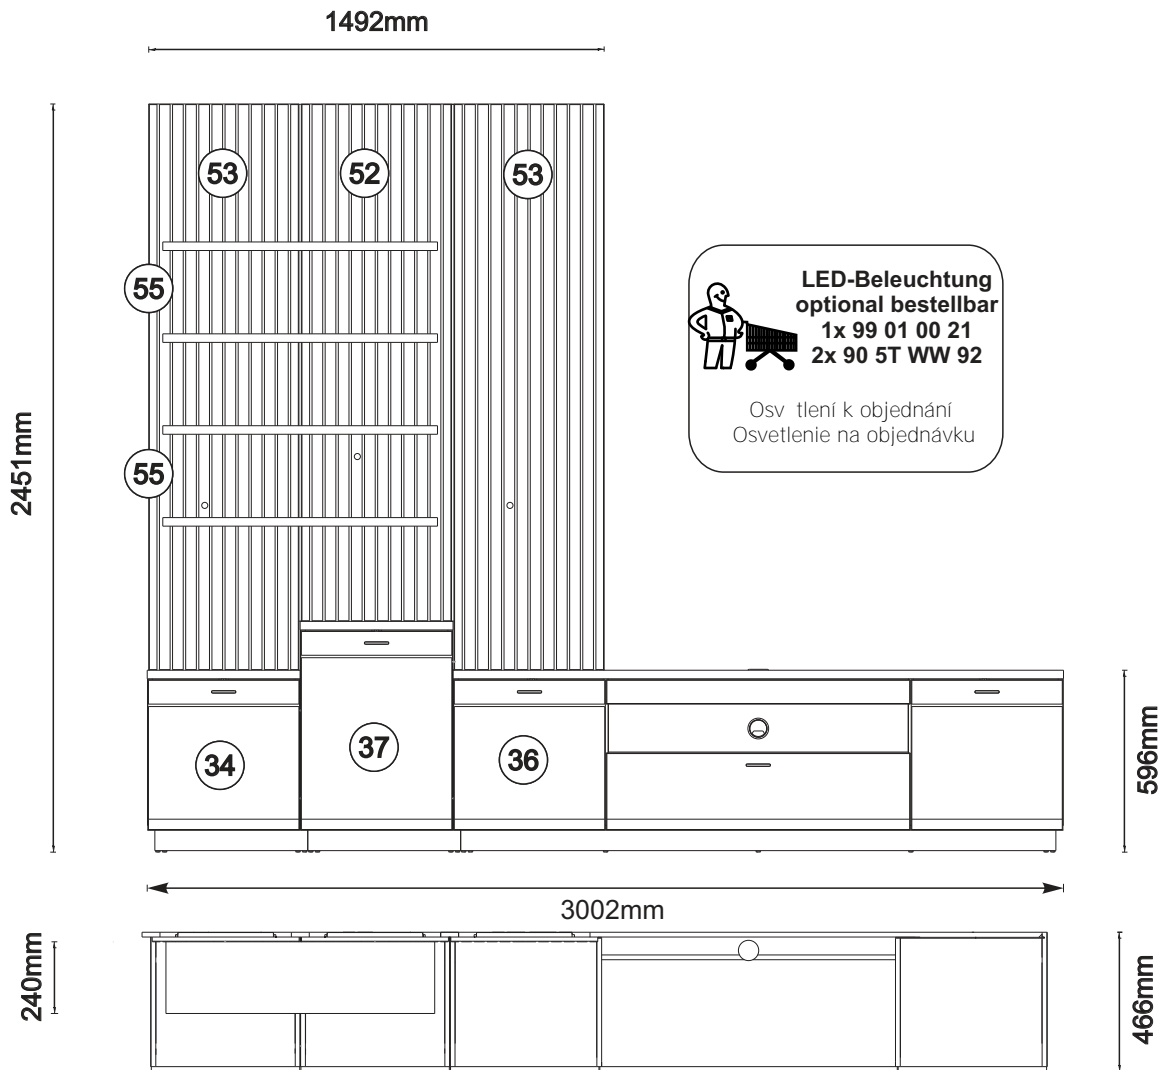 1492mm
53
52
53
55
LED-Beleuchtung
optional bestellbar
1x 99 01 00 21
2x 90 5T WW 92
Osv tlení k objednání
Osvetlenie na objednávku
2451mm
55
34
37
36
596mm
3002mm
240mm
466mm